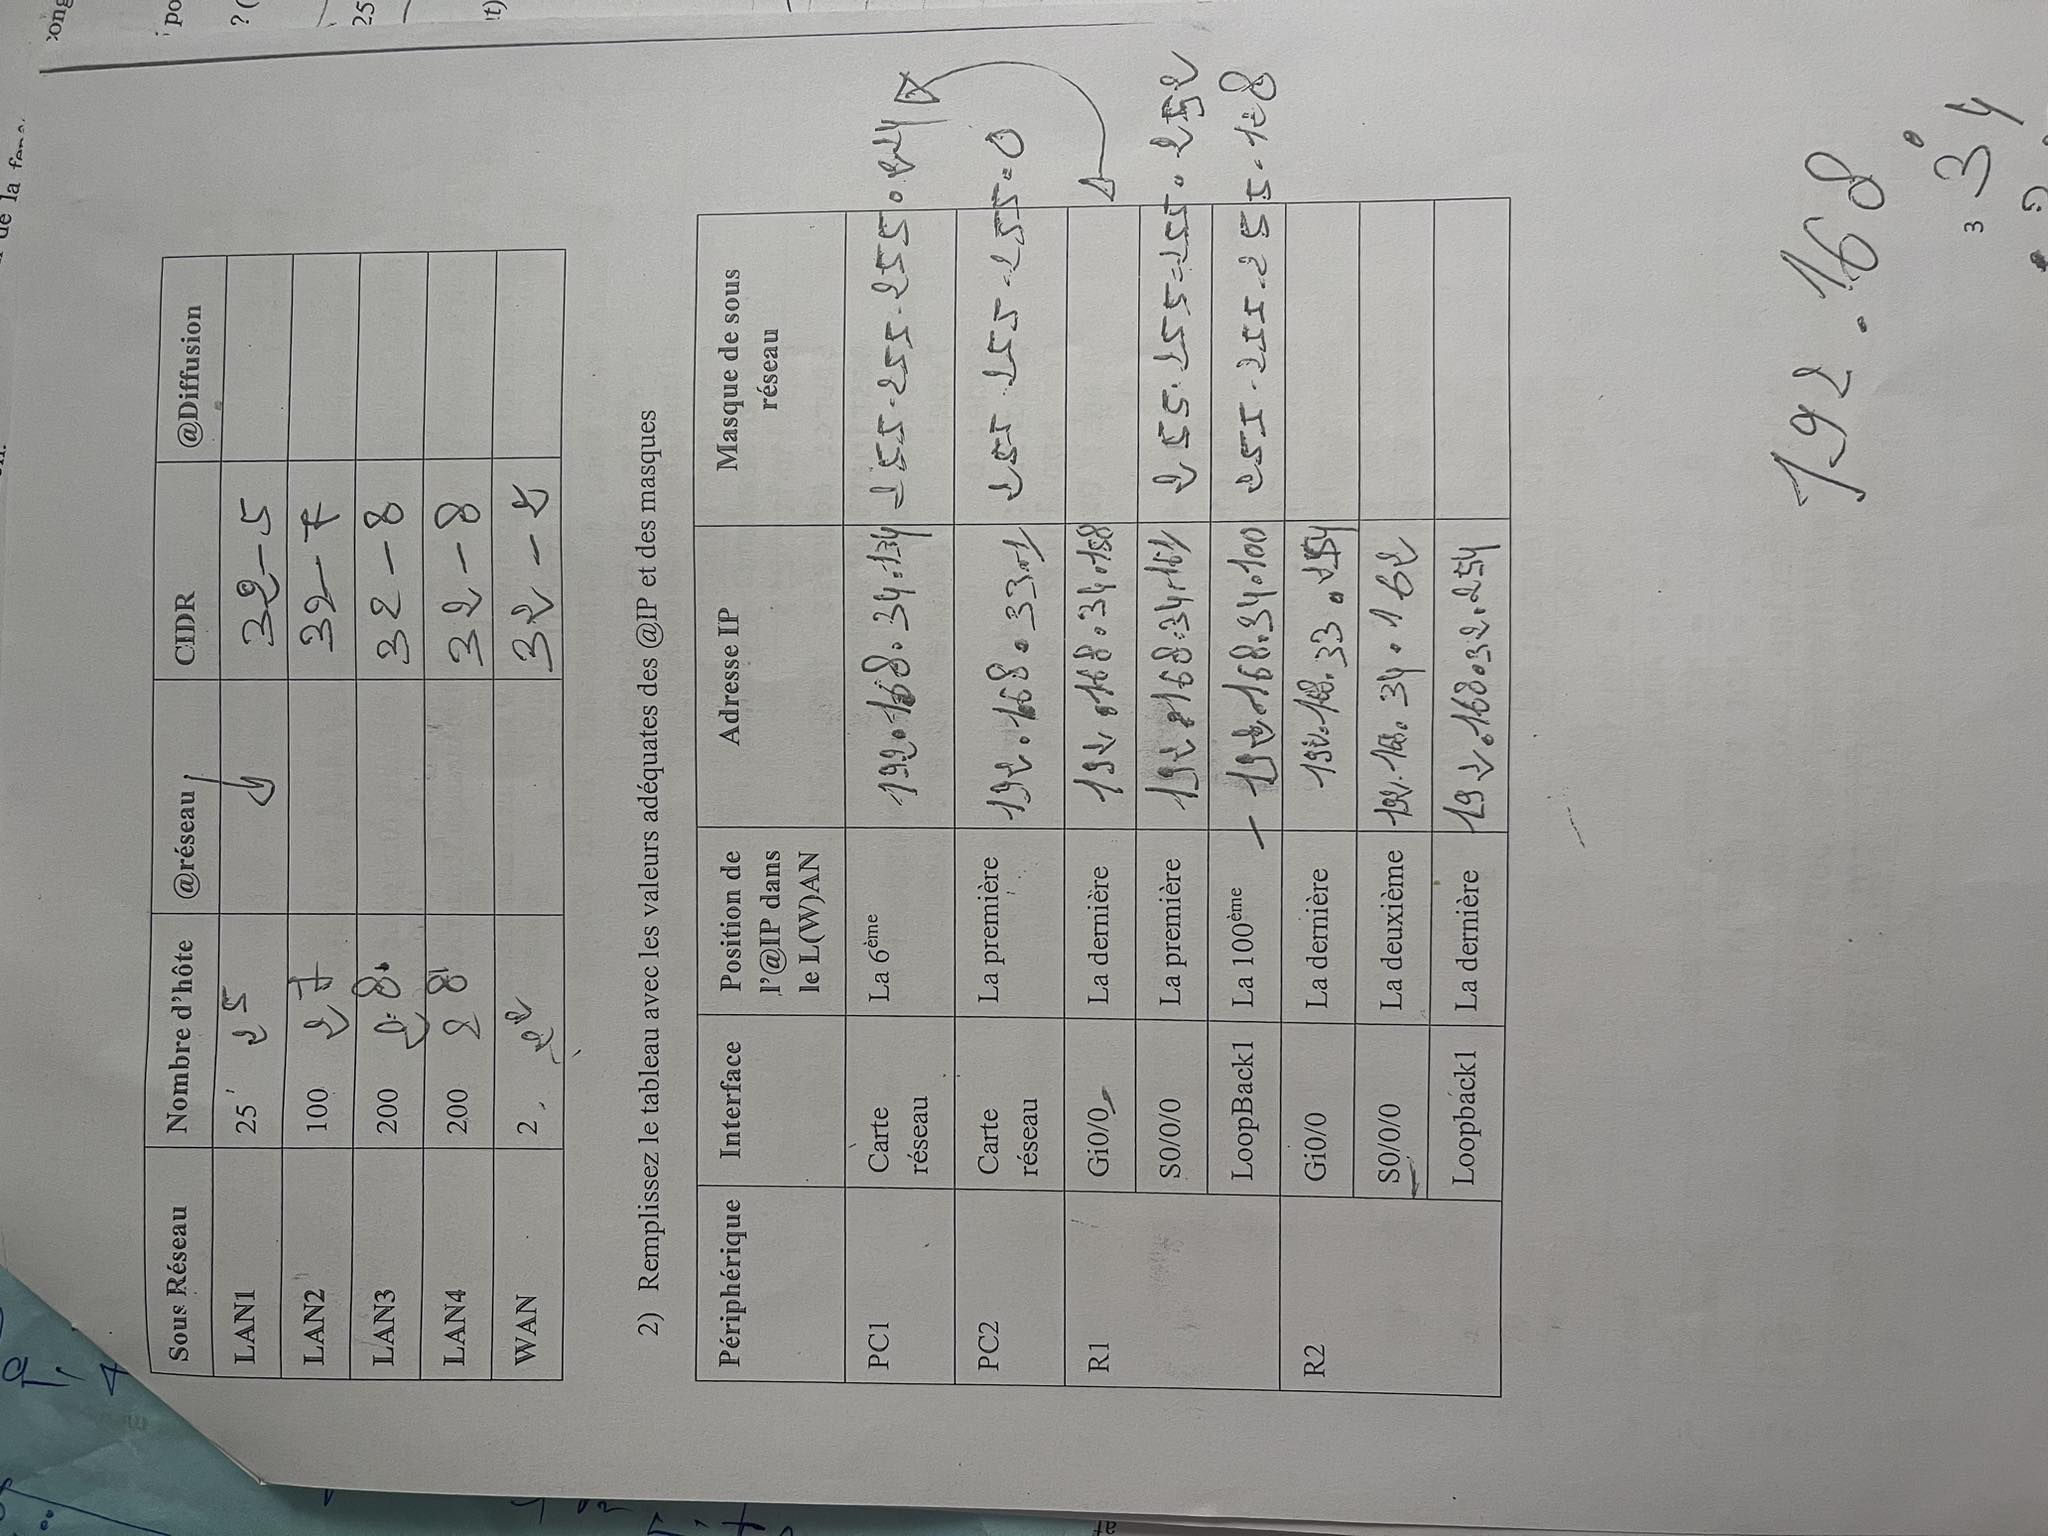 de la
cong
Sous Réseau Nombre d'hôte @réseau CIDR @Diffusion
LAN1 25 2 5 32-5
LAN2 100 2 7 32-7
LAN3 200 2 8 32-8
LAN4 200 2 8 32-8
WAN 2 2 2 32-2
2) Remplissez le tableau avec les valeurs adéquates des @IP et des masques
Périphérique Interface Position de l'@IP dans le L(W)AN Adresse IP Masque de sous réseau
PC1 Carte réseau La 6ème 192.168.34.134 255.255.255.224
PC2 Carte réseau La première 192.168.33.1 255.255.255.0
R1 Gi0/0 La dernière 192.168.34.158
S0/0/0 La première 192.168.34.161 255.255.255.252
LoopBack1 La 100ème 192.168.34.100 255.255.255.128
R2 Gi0/0 La dernière 192.168.33.254
S0/0/0 La deuxième 192.168.34.162
Loopback1 La dernière 192.168.32.254
192.168
.
3 34